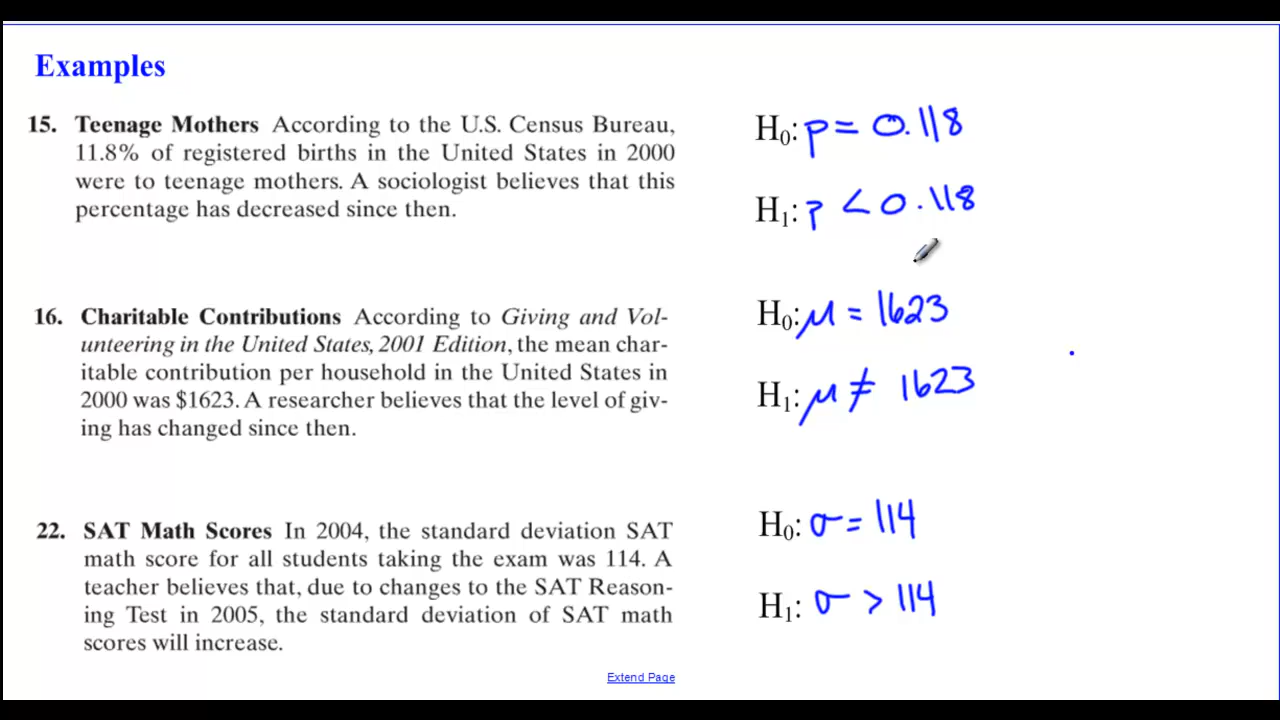 Examples
15. Teenage Mothers According to the U.S. Census Bureau,
11.8% of registered births in the United States in 2000
were to teenage mothers. A sociologist believes that this
percentage has decreased since then.
H₀: p = 0.118
H₁: p < 0.118
16. Charitable Contributions According to Giving and Vol-
unteering in the United States, 2001 Edition, the mean char-
itable contribution per household in the United States in
2000 was $1623. A researcher believes that the level of giv-
ing has changed since then.
H₀: μ = 1623
H₁: μ ≠ 1623
22. SAT Math Scores In 2004, the standard deviation SAT
math score for all students taking the exam was 114. A
teacher believes that, due to changes to the SAT Reason-
ing Test in 2005, the standard deviation of SAT math
scores will increase.
H₀: σ = 114
H₁: σ > 114
Extend Page